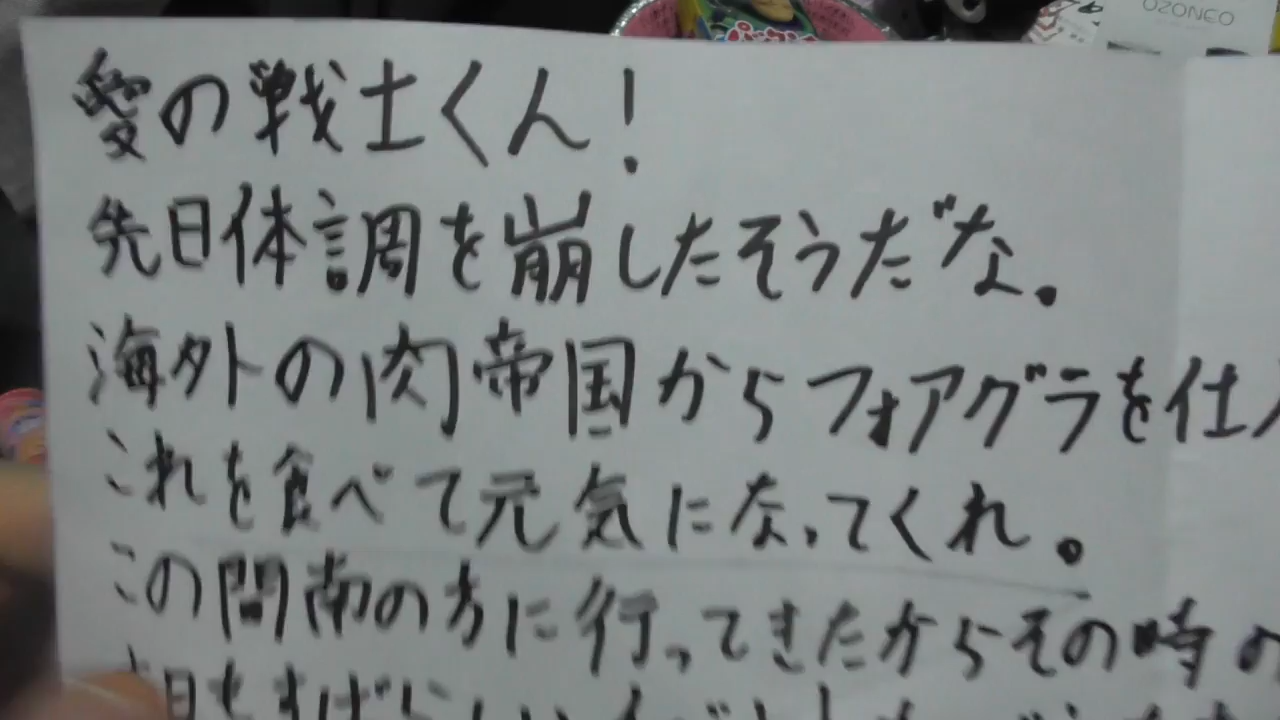 OZONEO
愛の戦士くん!
先日体調を崩したそうだな。
海外の肉帝国からフォアグラを仕入
これを食べて元気になってくれ。
この間南の方に行ってきたからその時の